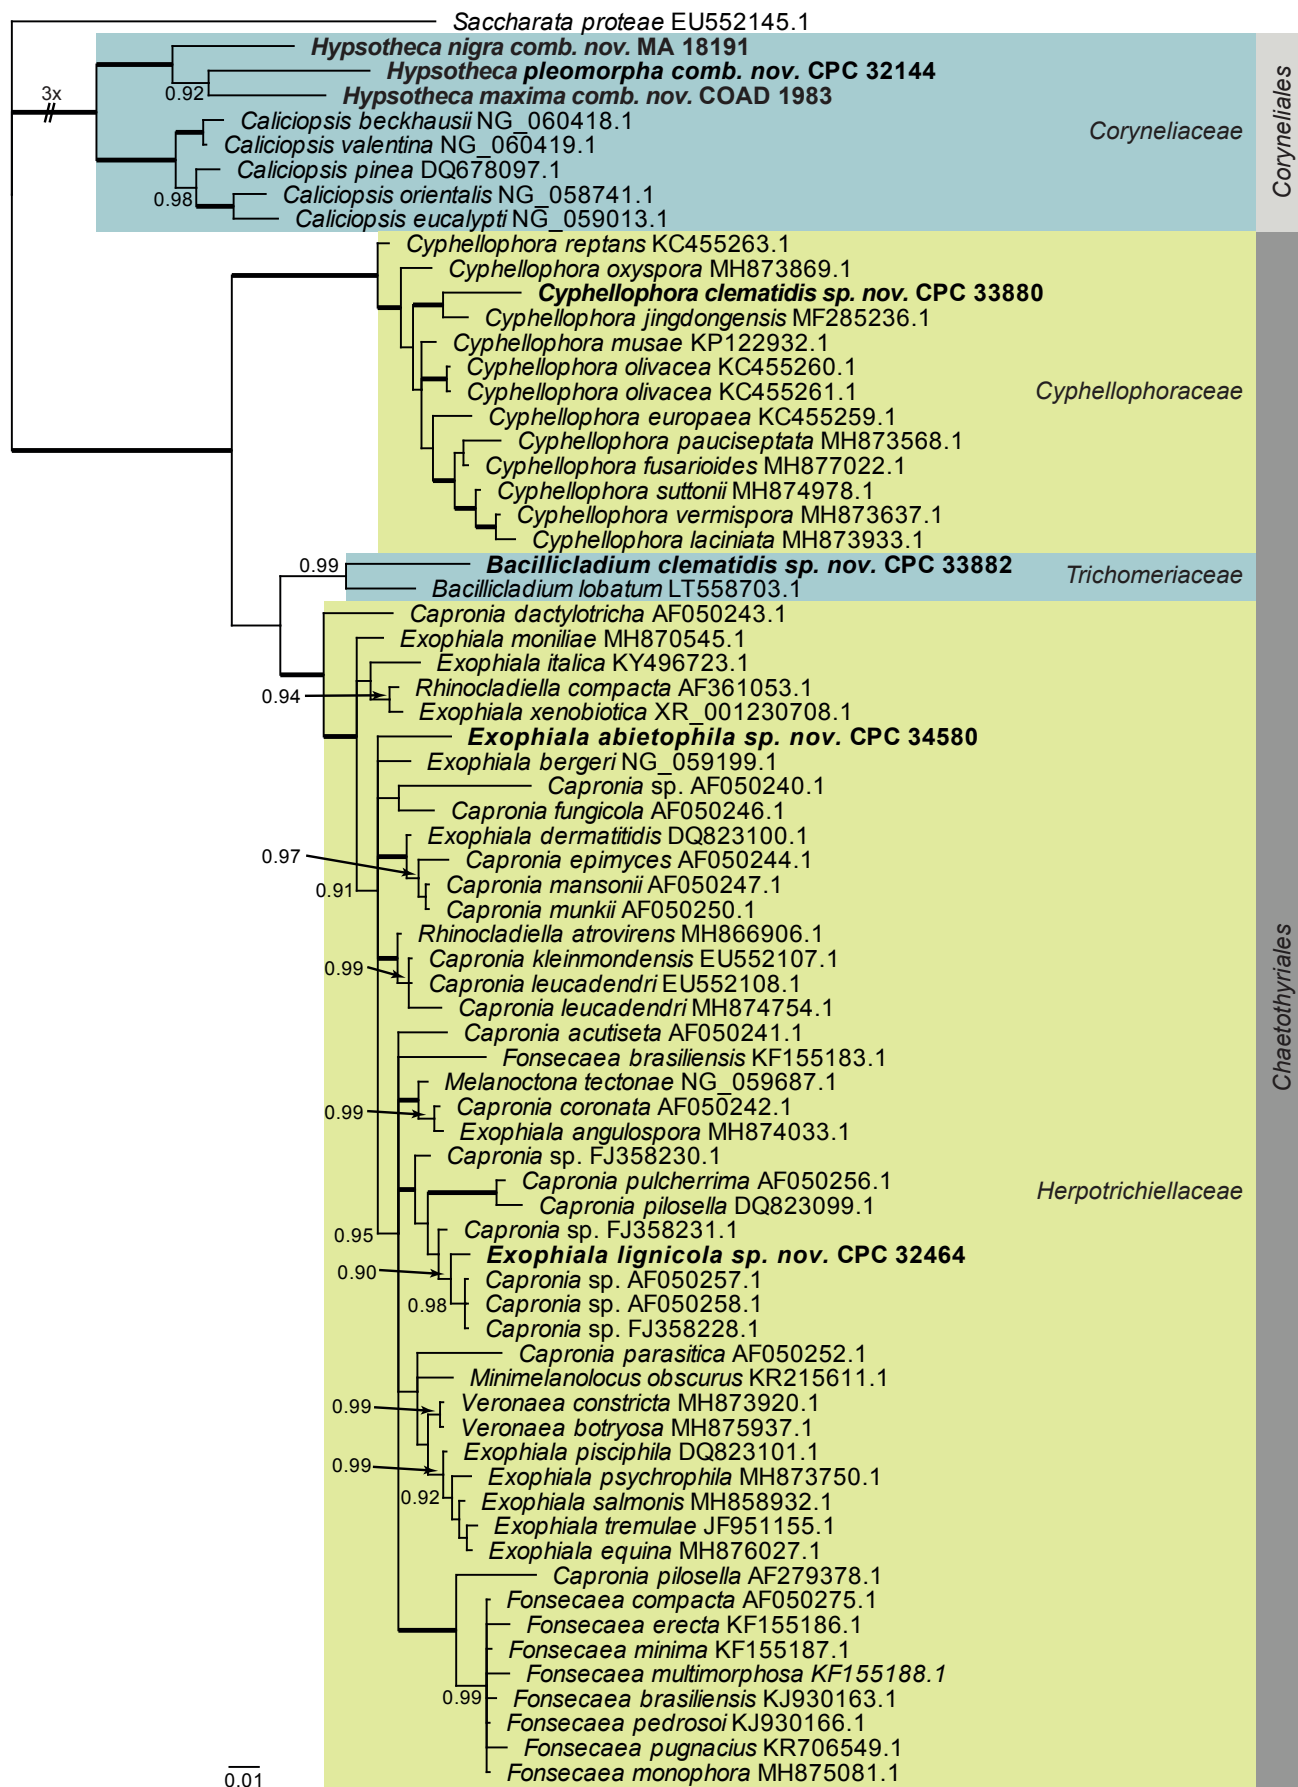 Saccharata proteae EU552145.1
Hypsotheca nigra comb. nov. MA 18191
Hypsotheca pleomorpha comb. nov. CPC 32144
3x
0.92
Hypsotheca maxima comb. nov. COAD 1983
Caliciopsis beckhausii NG_060418.1
Coryneliaceae
Coryneliales
Caliciopsis valentina NG_060419.1
Caliciopsis pinea DQ678097.1
0.98
Caliciopsis orientalis NG_058741.1
Caliciopsis eucalypti NG_059013.1
Cyphellophora reptans KC455263.1
Cyphellophora oxyspora MH873869.1
Cyphellophora clematidis sp. nov. CPC 33880
Cyphellophora jingdongensis MF285236.1
Cyphellophora musae KP122932.1
Cyphellophora olivacea KC455260.1
Cyphellophora olivacea KC455261.1
Cyphellophoraceae
Cyphellophora europaea KC455259.1
Cyphellophora pauciseptata MH873568.1
Cyphellophora fusarioides MH877022.1
Cyphellophora suttonii MH874978.1
Cyphellophora vermispora MH873637.1
Cyphellophora laciniata MH873933.1
0.99
Bacillicladium clematidis sp. nov. CPC 33882
Trichomeriaceae
Bacillicladium lobatum LT558703.1
Capronia dactylotricha AF050243.1
Exophiala moniliae MH870545.1
Exophiala italica KY496723.1
0.94
Rhinocladiella compacta AF361053.1
Exophiala xenobiotica XR_001230708.1
Exophiala abietophila sp. nov. CPC 34580
Exophiala bergeri NG_059199.1
Capronia sp. AF050240.1
Capronia fungicola AF050246.1
Exophiala dermatitidis DQ823100.1
0.97
Capronia epimyces AF050244.1
0.91
Capronia mansonii AF050247.1
Capronia munkii AF050250.1
Rhinocladiella atrovirens MH866906.1
0.99
Capronia kleinmondensis EU552107.1
Capronia leucadendri EU552108.1
Capronia leucadendri MH874754.1
Chaetothyriales
Capronia acutiseta AF050241.1
Fonsecaea brasiliensis KF155183.1
Melanoctona tectonae NG_059687.1
0.99
Capronia coronata AF050242.1
Exophiala angulospora MH874033.1
Capronia sp. FJ358230.1
Capronia pulcherrima AF050256.1
Herpotrichiellaceae
Capronia pilosella DQ823099.1
0.95
Capronia sp. FJ358231.1
Exophiala lignicola sp. nov. CPC 32464
0.90
Capronia sp. AF050257.1
0.98
Capronia sp. AF050258.1
Capronia sp. FJ358228.1
Capronia parasitica AF050252.1
Minimelanolocus obscurus KR215611.1
0.99
Veronaea constricta MH873920.1
Veronaea botryosa MH875937.1
0.99
Exophiala pisciphila DQ823101.1
Exophiala psychrophila MH873750.1
0.92
Exophiala salmonis MH858932.1
Exophiala tremulae JF951155.1
Exophiala equina MH876027.1
Capronia pilosella AF279378.1
Fonsecaea compacta AF050275.1
Fonsecaea erecta KF155186.1
Fonsecaea minima KF155187.1
Fonsecaea multimorphosa KF155188.1
0.99
Fonsecaea brasiliensis KJ930163.1
Fonsecaea pedrosoi KJ930166.1
Fonsecaea pugnacius KR706549.1
Fonsecaea monophora MH875081.1
0.01